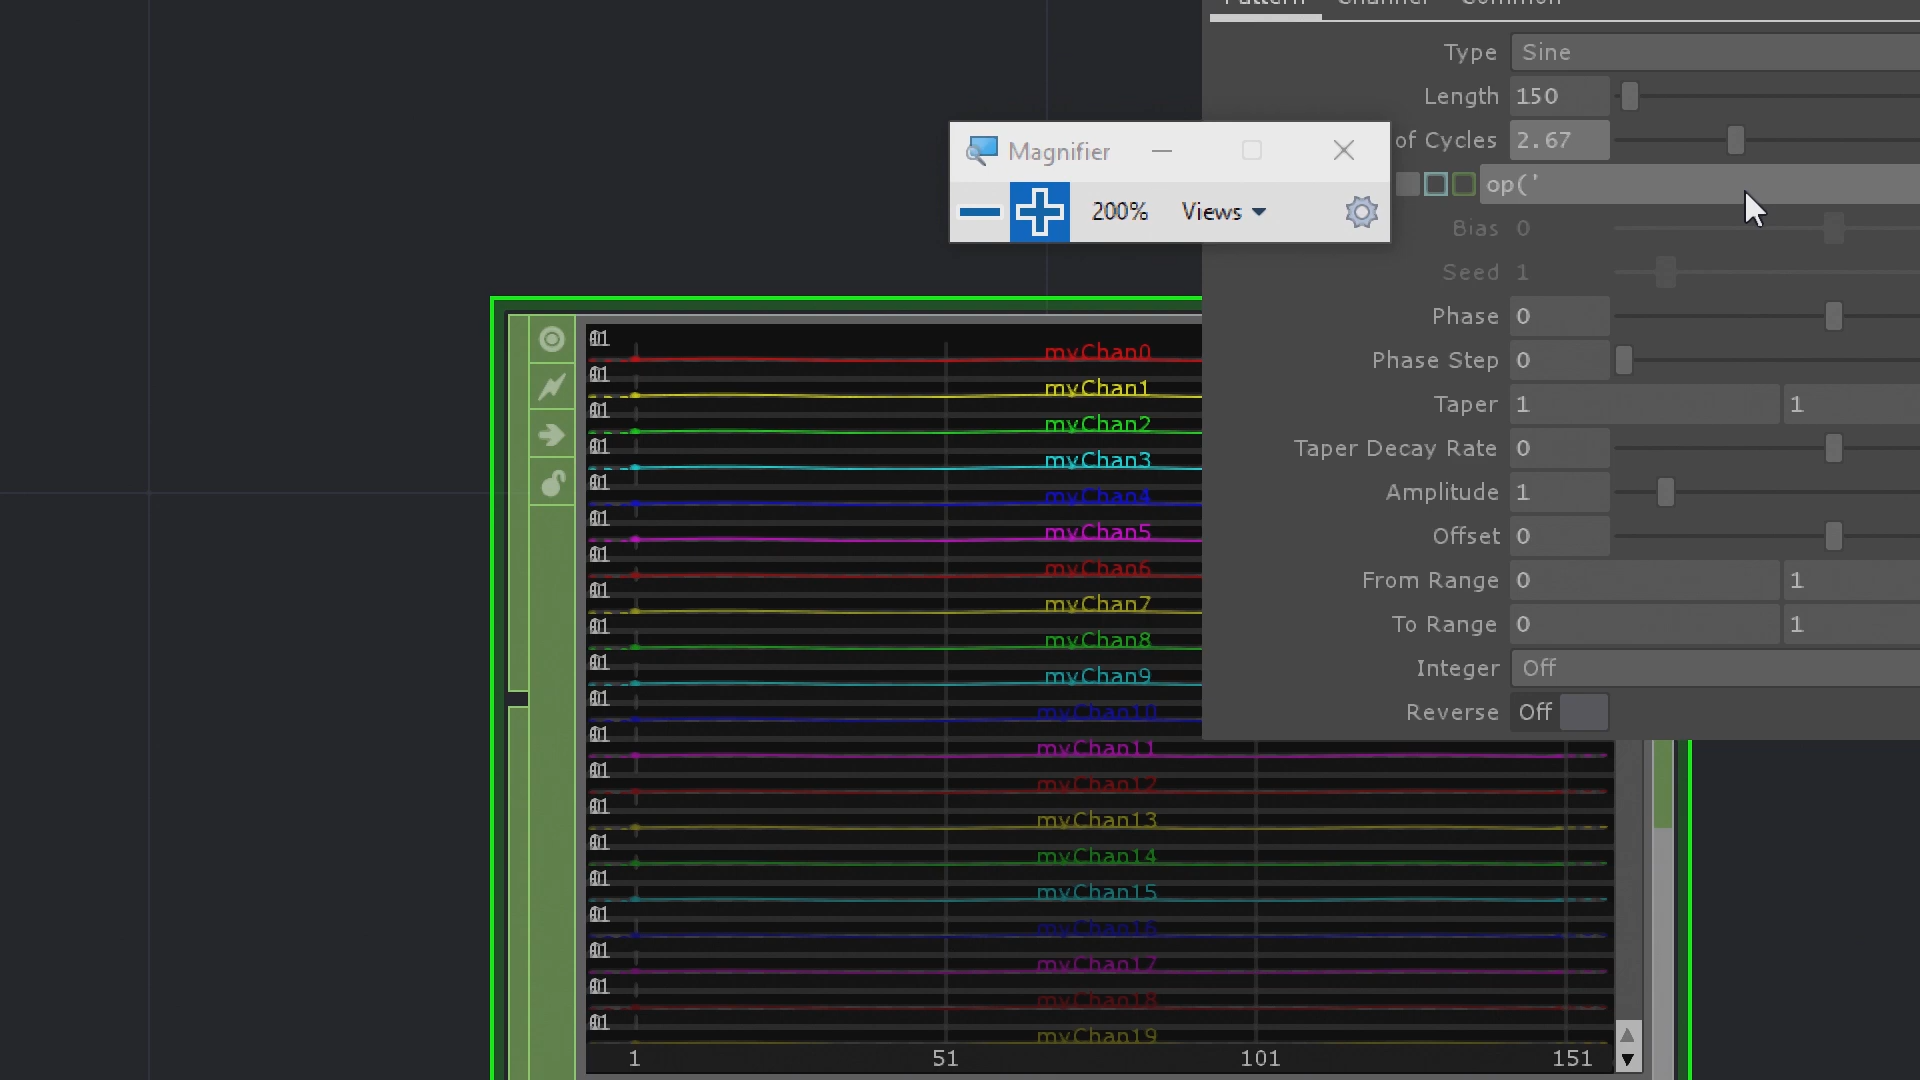 Pattern Channel Common
Type Sine
Length 150
of Cycles 2.67
op('
Magnifier
200% Views
Bias 0
Seed 1
Phase 0
Phase Step 0
Taper 1 1
Taper Decay Rate 0
Amplitude 1
Offset 0
From Range 0 1
To Range 0 1
Integer Off
Reverse Off
myChan0
myChan1
myChan2
myChan3
myChan4
myChan5
myChan6
myChan7
myChan8
myChan9
myChan10
myChan11
myChan12
myChan13
myChan14
myChan15
myChan16
myChan17
myChan18
myChan19
1 51 101 151